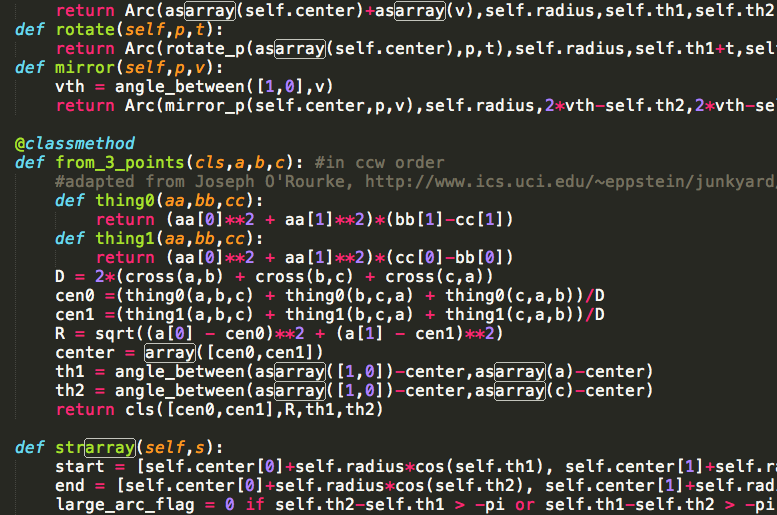 return Arc(asarray(self.center)+asarray(v),self.radius,self.th1,self.th2
def rotate(self,p,t):
return Arc(rotate_p(asarray(self.center),p,t),self.radius,self.th1+t,sel
def mirror(self,p,v):
vth = angle_between([1,0],v)
return Arc(mirror_p(self.center,p,v),self.radius,2*vth-self.th2,2*vth-se
@classmethod
def from_3_points(cls,a,b,c): #in ccw order
#adapted from Joseph O'Rourke, http://www.ics.uci.edu/~eppstein/junkyard/
def thing0(aa,bb,cc):
return (aa[0]**2 + aa[1]**2)*(bb[1]-cc[1])
def thing1(aa,bb,cc):
return (aa[0]**2 + aa[1]**2)*(cc[0]-bb[0])
D = 2*(cross(a,b) + cross(b,c) + cross(c,a))
cen0 =(thing0(a,b,c) + thing0(b,c,a) + thing0(c,a,b))/D
cen1 =(thing1(a,b,c) + thing1(b,c,a) + thing1(c,a,b))/D
R = sqrt((a[0] - cen0)**2 + (a[1] - cen1)**2)
center = array([cen0,cen1])
th1 = angle_between(asarray([1,0])-center,asarray(a)-center)
th2 = angle_between(asarray([1,0])-center,asarray(c)-center)
return cls([cen0,cen1],R,th1,th2)
def strarray(self,s):
start = [self.center[0]+self.radius*cos(self.th1), self.center[1]+self.ra
end = [self.center[0]+self.radius*cos(self.th2), self.center[1]+self.rad
large_arc_flag = 0 if self.th2-self.th1 > -pi or self.th1-self.th2 > -pi